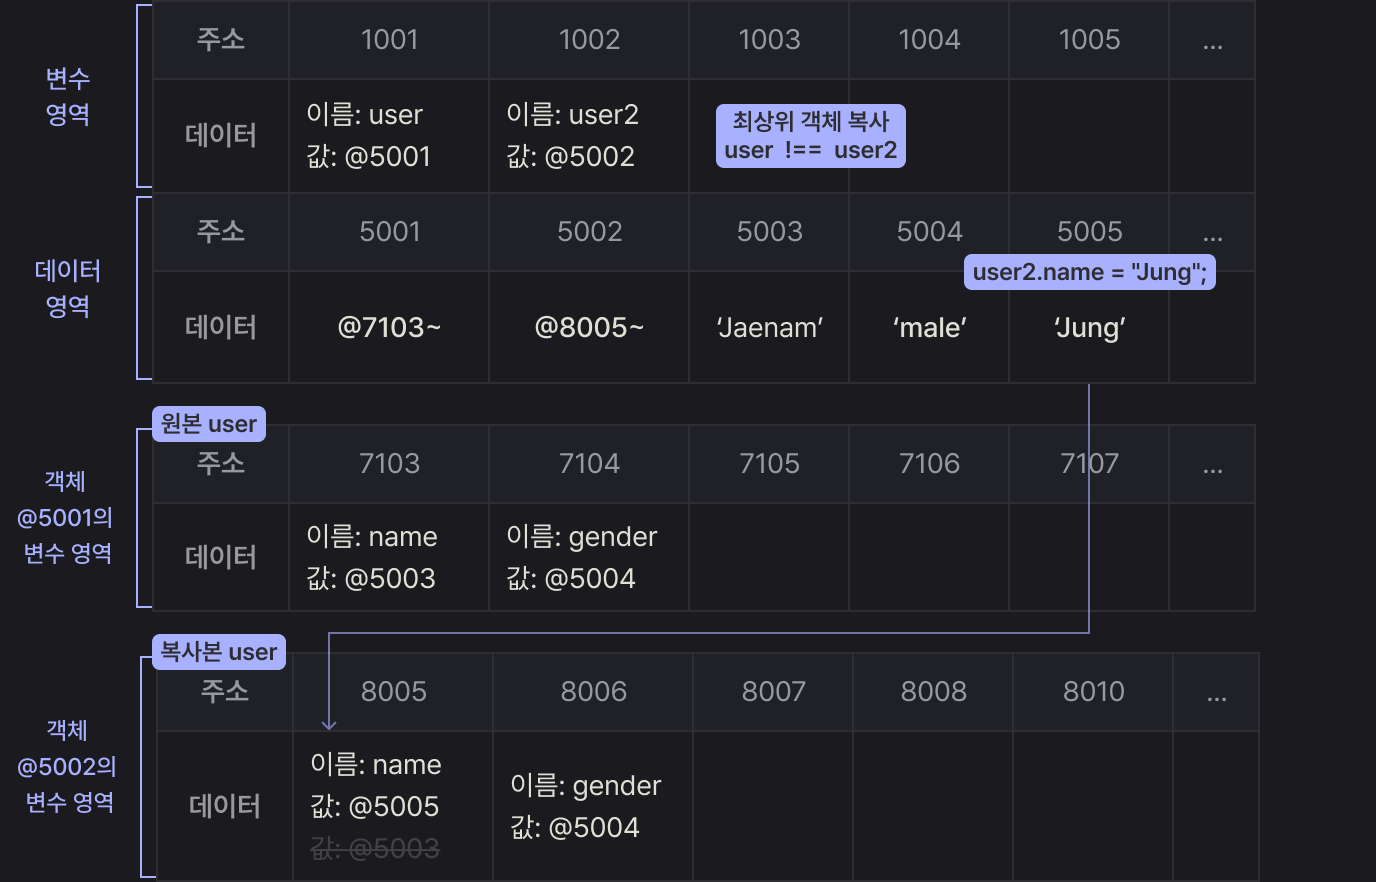 변수
영역
주소 1001 1002 1003 1004 1005 ...
데이터
이름: user
값: @5001
이름: user2
값: @5002
최상위 객체 복사
user !== user2
데이터
영역
주소 5001 5002 5003 5004 5005 ...
user2.name = "Jung";
데이터 @7103~ @8005~ ‘Jaenam’ ‘male’ ‘Jung’
원본 user
객체
@5001의
변수 영역
주소 7103 7104 7105 7106 7107 ...
데이터
이름: name
값: @5003
이름: gender
값: @5004
복사본 user
객체
@5002의
변수 영역
주소 8005 8006 8007 8008 8010 ...
데이터
이름: name
값: @5005
값: @5003
이름: gender
값: @5004